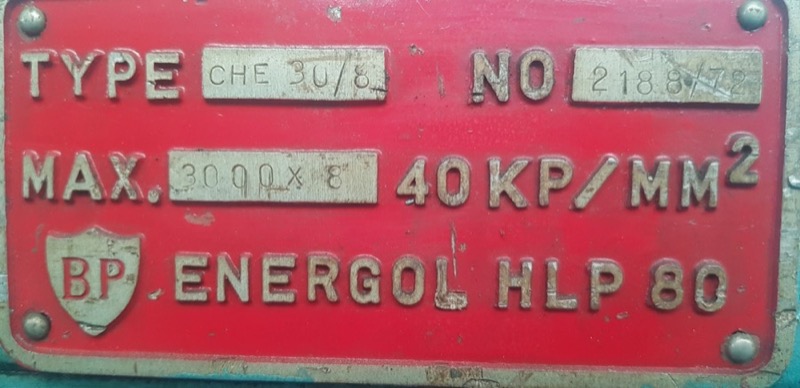 TYPE CHE 30/8 NO 2188/72
MAX. 3000 X 8 40 KP/MM²
BP ENERGOL HLP 80